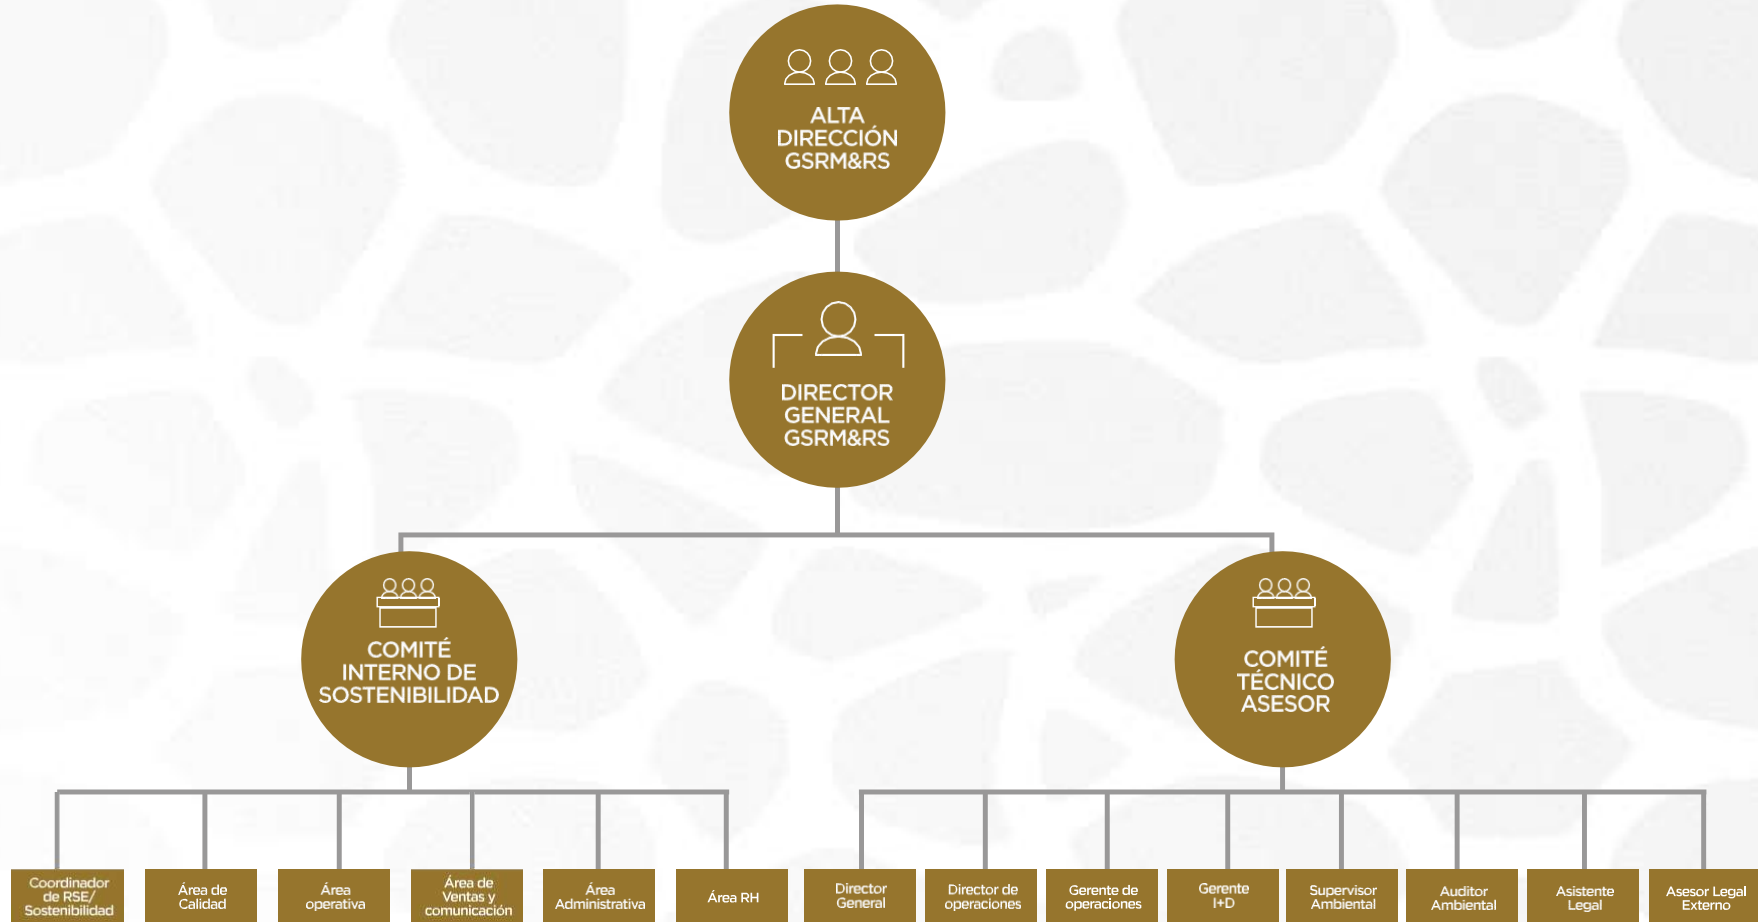 ALTA
DIRECCIÓN
GSRM&RS
DIRECTOR
GENERAL
GSRM&RS
COMITÉ
INTERNO DE
SOSTENIBILIDAD
COMITÉ
TÉCNICO
ASESOR
Coordinador
de RSE/
Sostenibilidad
Área de
Calidad
Área
operativa
Área de
Ventas y
comunicación
Área
Administrativa
Área RH
Director
General
Director de
operaciones
Gerente de
operaciones
Gerente
I+D
Supervisor
Ambiental
Auditor
Ambiental
Asistente
Legal
Asesor Legal
Externo